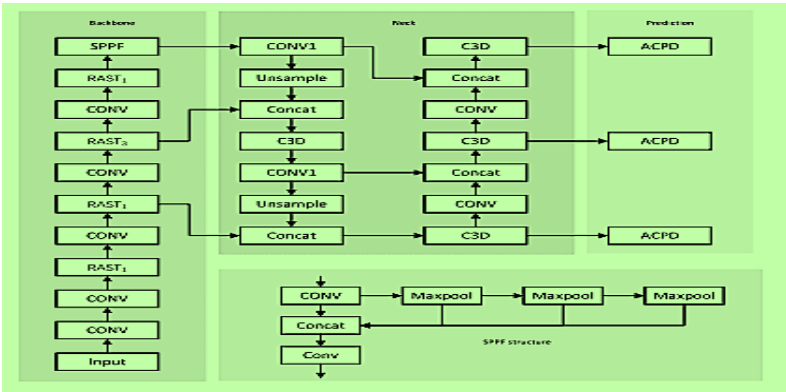 Backbone
Neck
Prediction
SPPF
CONV1
C3D
ACPD
RAST₁
Unsample
Concat
CONV
Concat
CONV
RAST₃
C3D
C3D
ACPD
CONV
CONV1
Concat
RAST₁
Unsample
CONV
CONV
Concat
C3D
ACPD
RAST₁
CONV
CONV
Input
CONV
Maxpool
Maxpool
Maxpool
Concat
SPPF structure
Conv